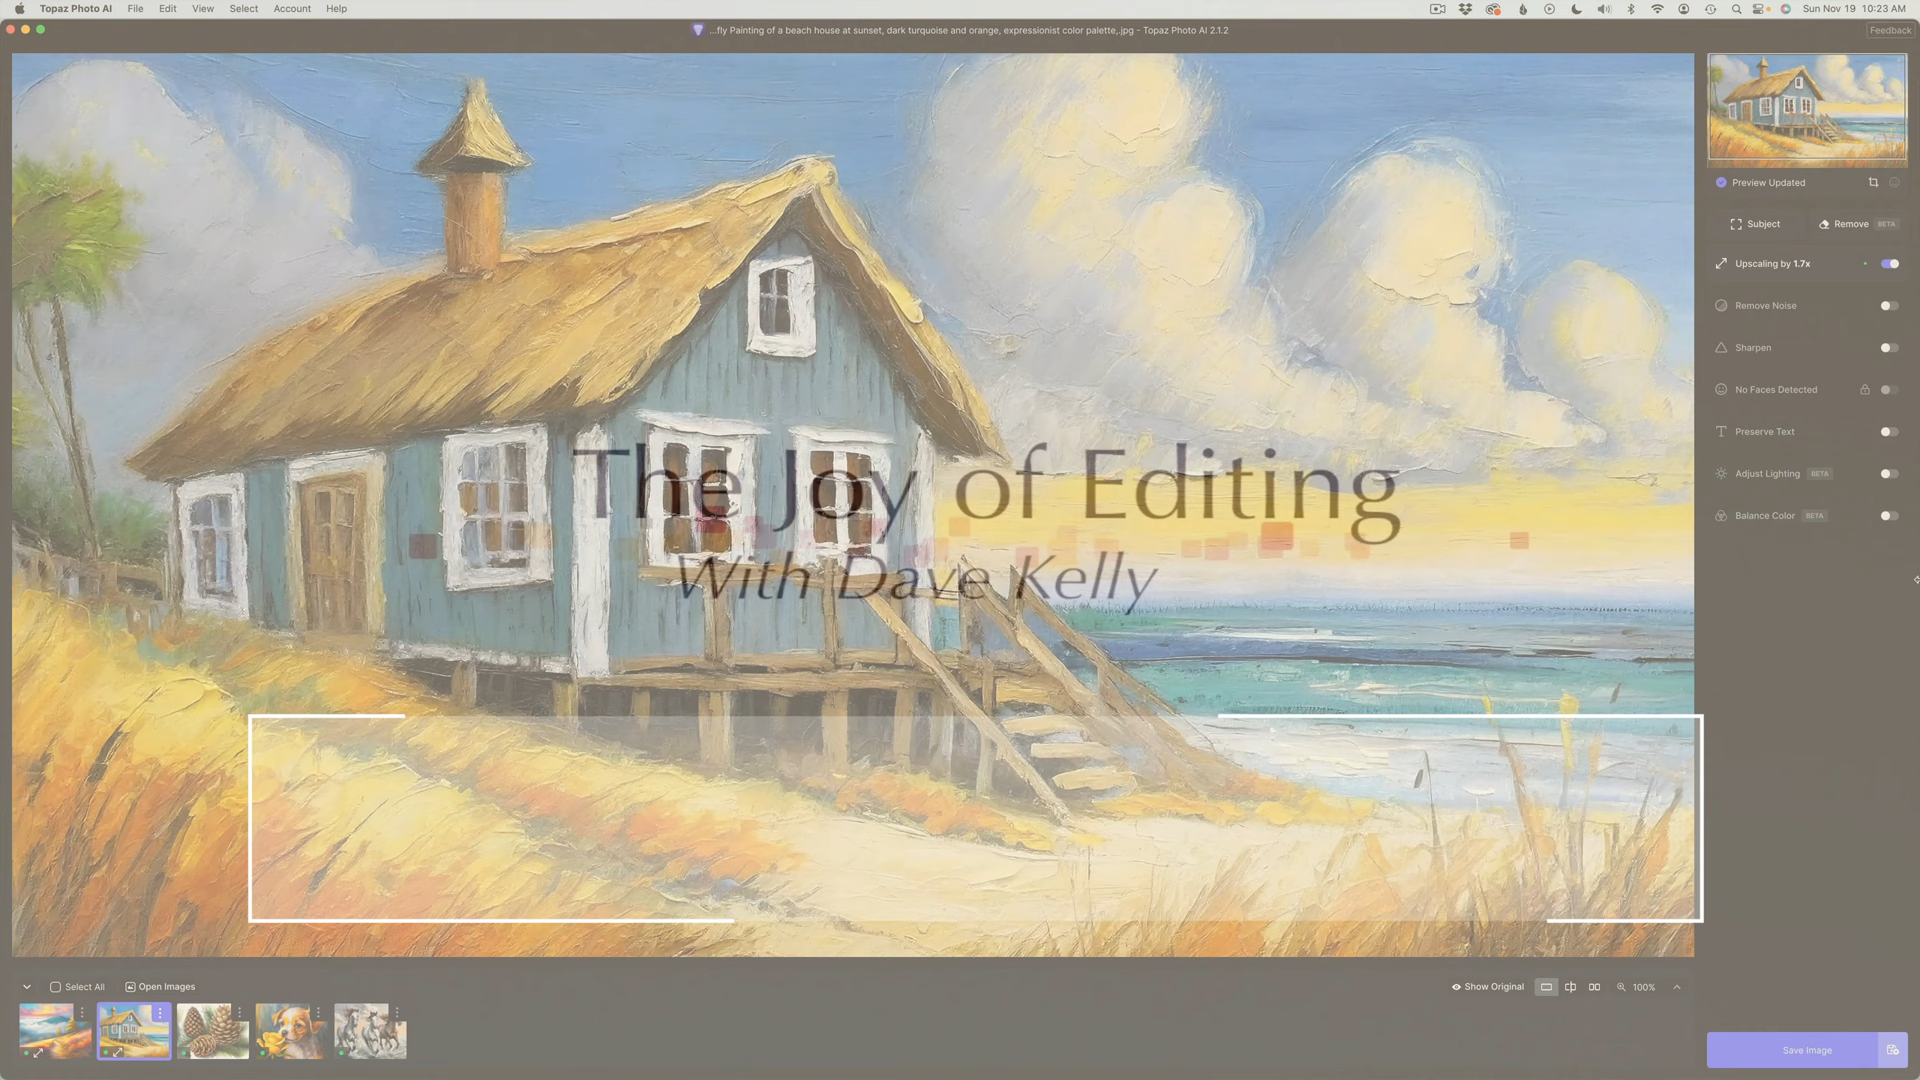 Topaz Photo AI File Edit View Select Account Help Sun Nov 19 10:23 AM
...fly Painting of a beach house at sunset, dark turquoise and orange, expressionist color palette,.jpg - Topaz Photo AI 2.1.2
Feedback
Preview Updated
Subject Remove BETA
Upscaling by 1.7x
Remove Noise
Sharpen
No Faces Detected
Preserve Text
Adjust Lighting BETA
Balance Color BETA
The Joy of Editing
With Dave Kelly
Select All Open Images Show Original 100%
Save Image